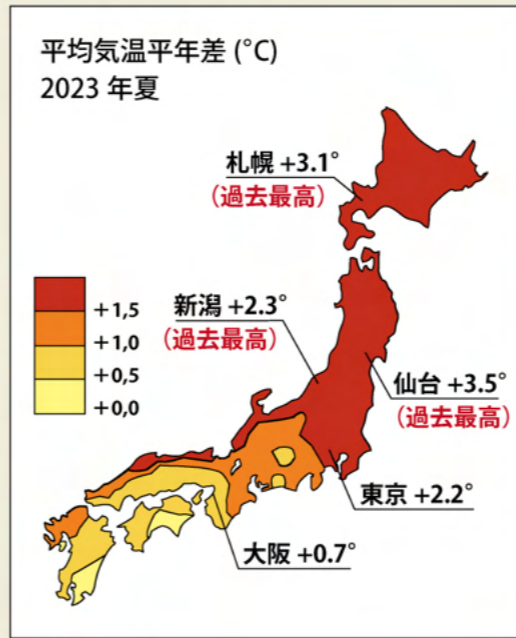 平均気温平年差 (°C)
2023 年夏
札幌 +3.1°
(過去最高)
新潟 +2.3°
(過去最高)
+1,5
+1,0
+0,5
+0,0
仙台 +3.5°
(過去最高)
東京 +2.2°
大阪 +0.7°